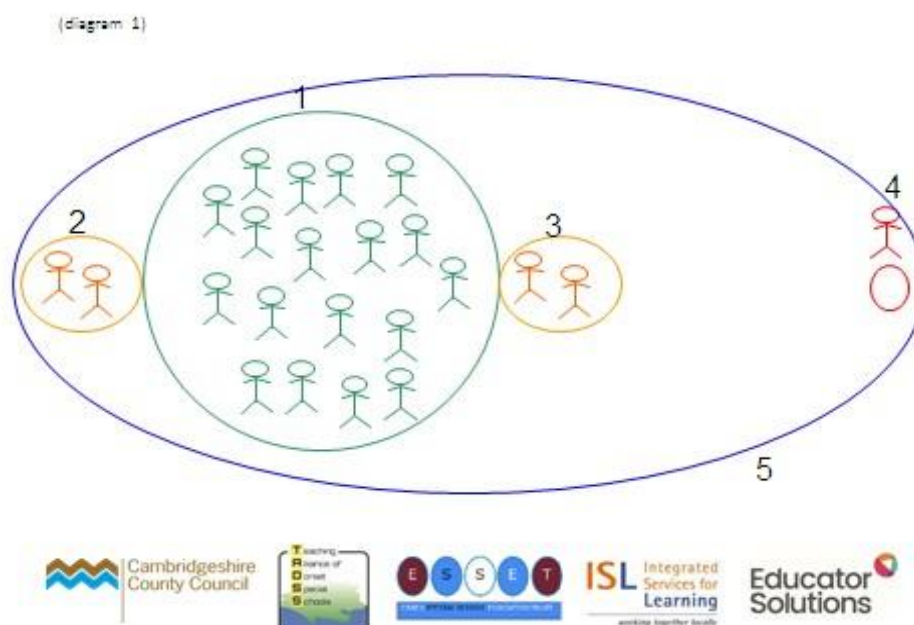 (diagram 1)
1
2
3
4
5
Cambridgeshire
County Council
Teaching
Alliance of
Dorset
Special
Schools
E S S E T
ISL Integrated
Services for
Learning
working together locally
Educator
Solutions